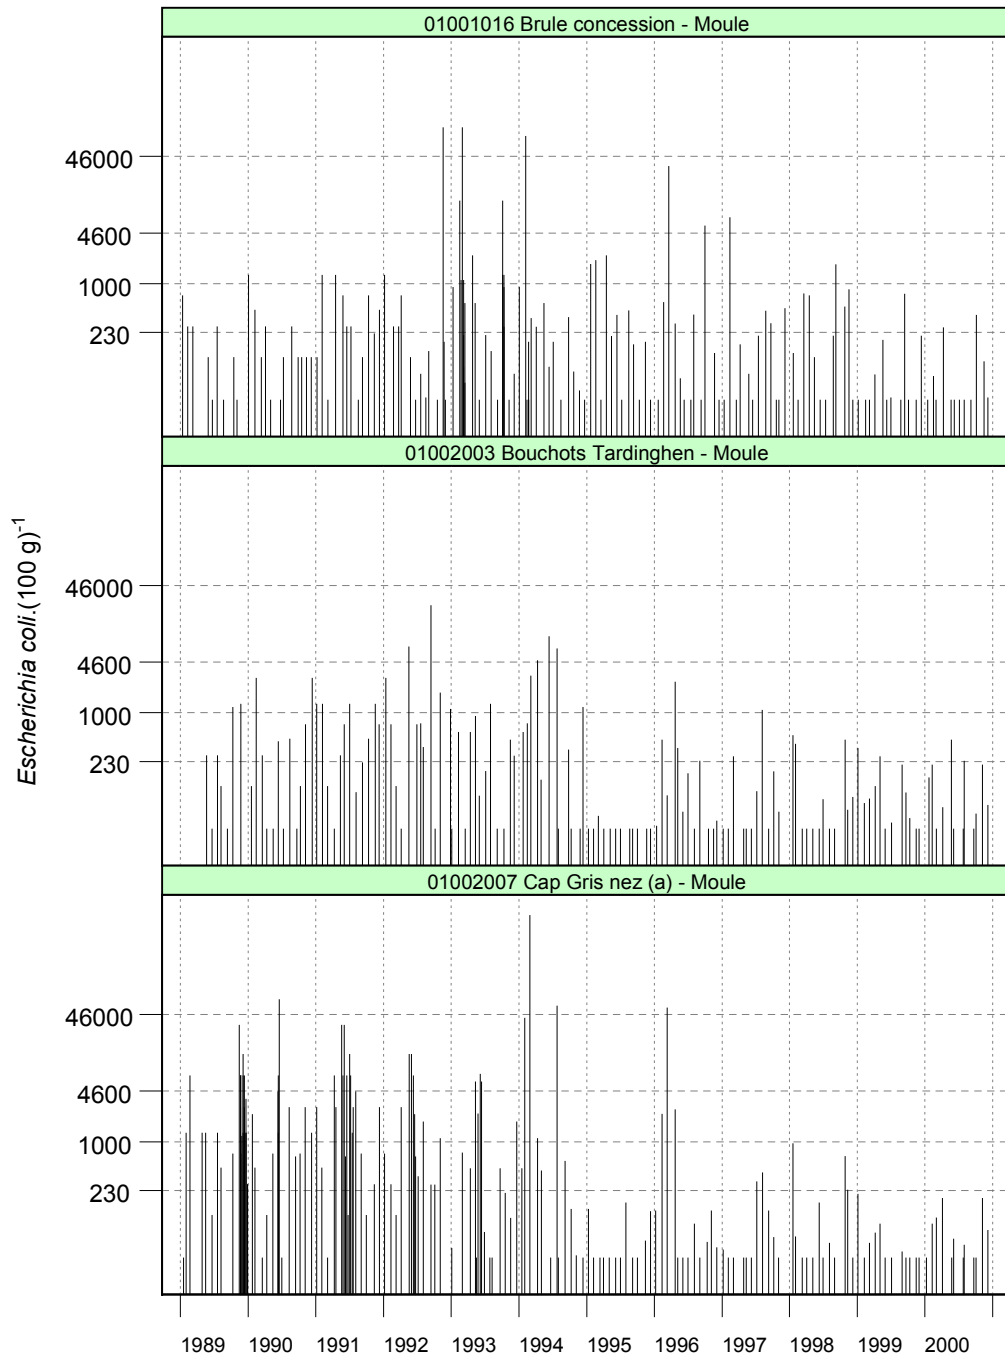 01001016 Brule concession - Moule
46000
4600
1000
230
01002003 Bouchots Tardinghen - Moule
46000
4600
1000
230
Escherichia coli.(100 g)⁻¹
01002007 Cap Gris nez (a) - Moule
46000
4600
1000
230
1989 1990 1991 1992 1993 1994 1995 1996 1997 1998 1999 2000